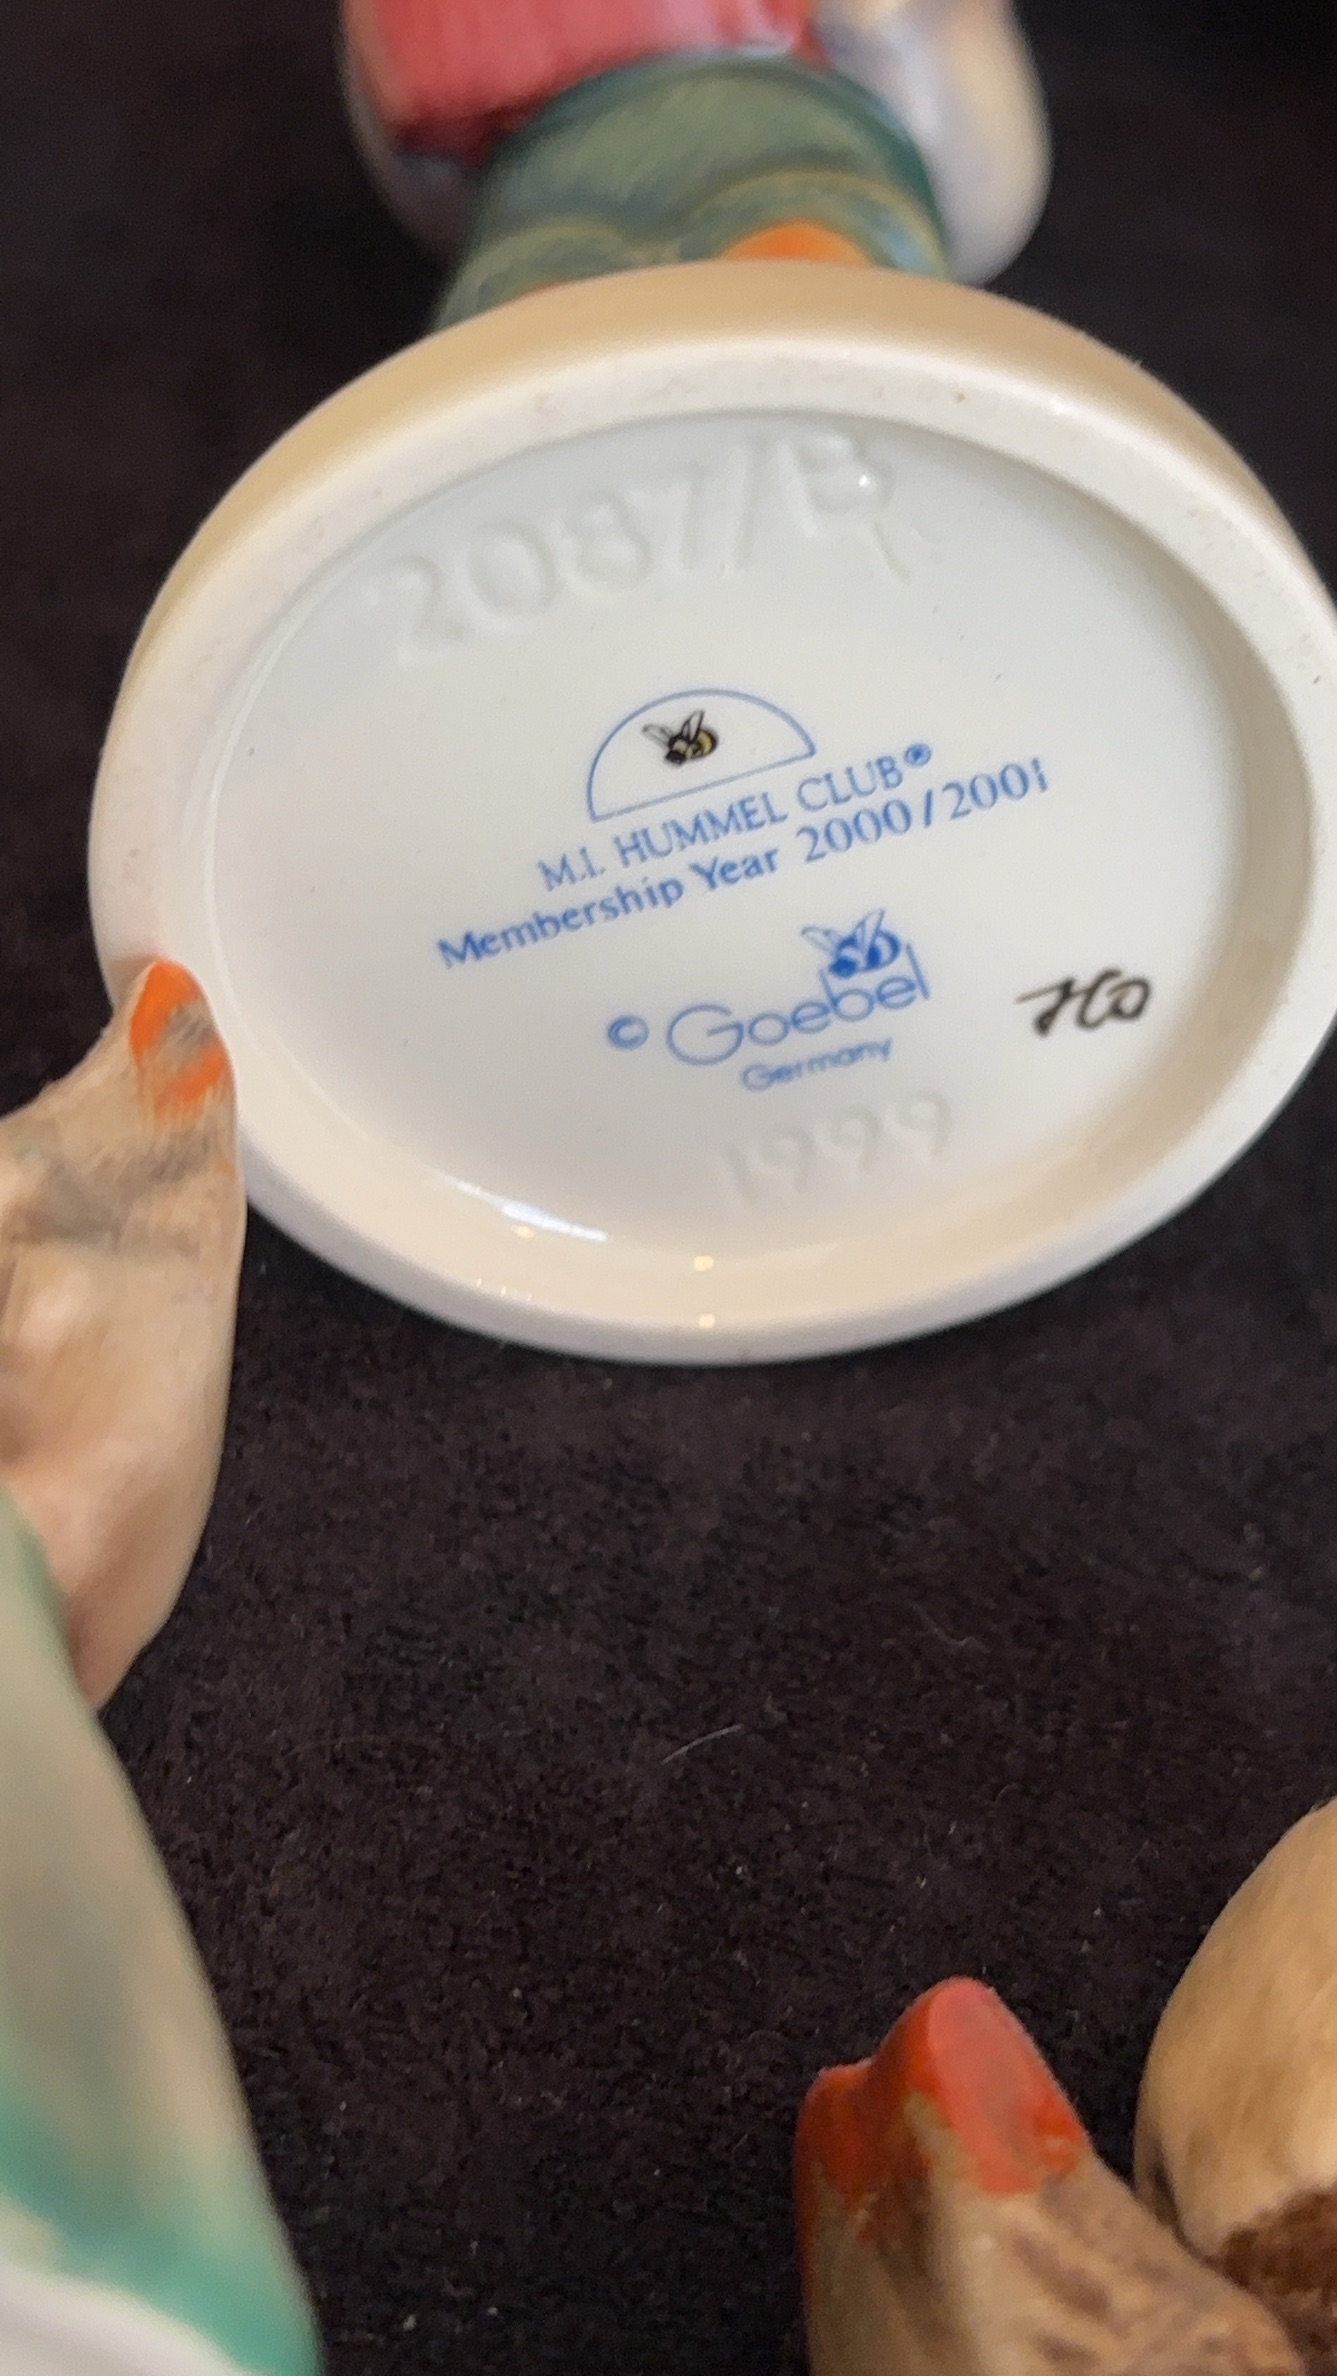 2087/B
M.I. HUMMEL CLUB®
Membership Year 2000/2001
© Goebel
Germany
1999